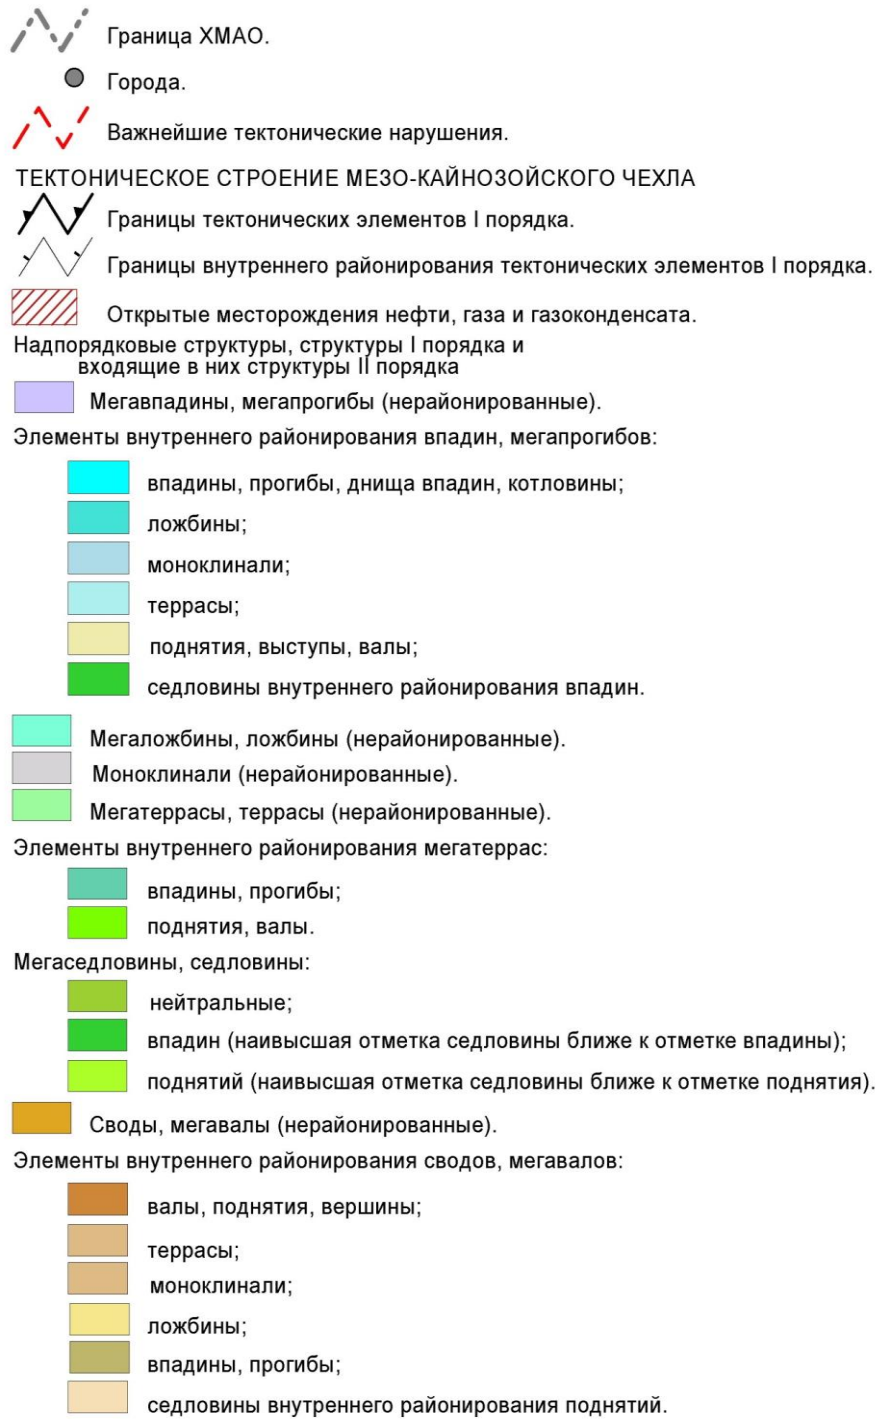 Граница ХМАО.
Города.
Важнейшие тектонические нарушения.
ТЕКТОНИЧЕСКОЕ СТРОЕНИЕ МЕЗО-КАЙНОЗОЙСКОГО ЧЕХЛА
Границы тектонических элементов I порядка.
Границы внутреннего районирования тектонических элементов I порядка.
Открытые месторождения нефти, газа и газоконденсата.
Надпорядковые структуры, структуры I порядка и
входящие в них структуры II порядка
Мегавпадины, мегапрогибы (нерайонированные).
Элементы внутреннего районирования впадин, мегапрогибов:
впадины, прогибы, днища впадин, котловины;
ложбины;
моноклинали;
террасы;
поднятия, выступы, валы;
седловины внутреннего районирования впадин.
Мегаложбины, ложбины (нерайонированные).
Моноклинали (нерайонированные).
Мегатеррасы, террасы (нерайонированные).
Элементы внутреннего районирования мегатеррас:
впадины, прогибы;
поднятия, валы.
Мегаседловины, седловины:
нейтральные;
впадин (наивысшая отметка седловины ближе к отметке впадины);
поднятий (наивысшая отметка седловины ближе к отметке поднятия).
Своды, мегавалы (нерайонированные).
Элементы внутреннего районирования сводов, мегавалов:
валы, поднятия, вершины;
террасы;
моноклинали;
ложбины;
впадины, прогибы;
седловины внутреннего районирования поднятий.